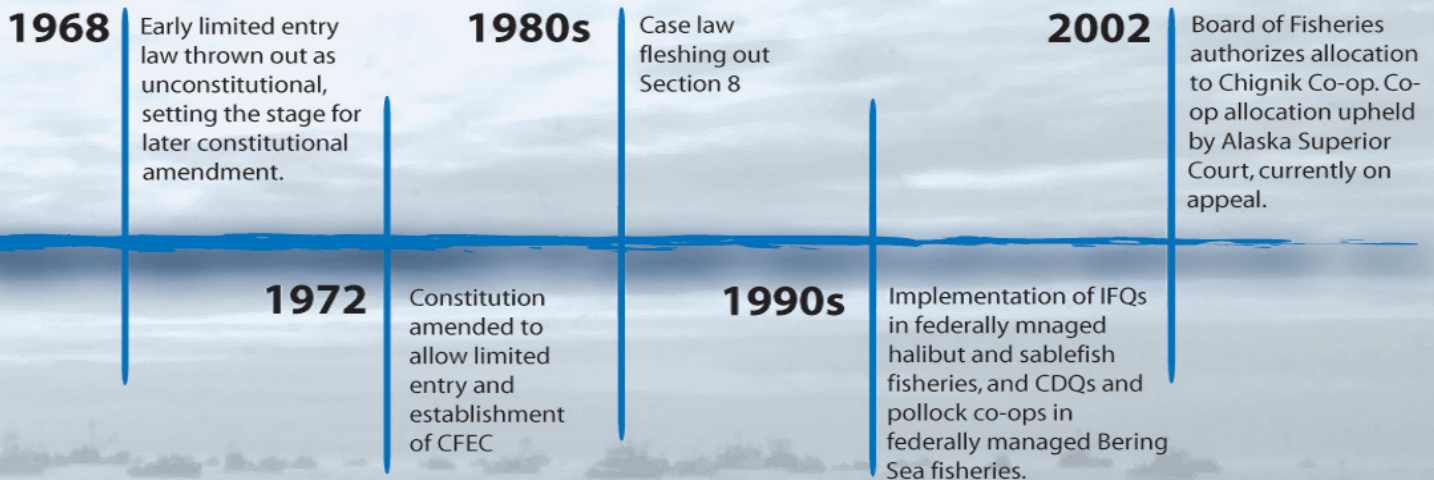 1968
Early limited entry
law thrown out as
unconstitutional,
setting the stage for
later constitutional
amendment.
1972
Constitution
amended to
allow limited
entry and
establishment
of CFEC
1980s
Case law
fleshing out
Section 8
1990s
Implementation of IFQs
in federally mnaged
halibut and sablefish
fisheries, and CDQs and
pollock co-ops in
federally managed Bering
Sea fisheries.
2002
Board of Fisheries
authorizes allocation
to Chignik Co-op. Co-
op allocation upheld
by Alaska Superior
Court, currently on
appeal.